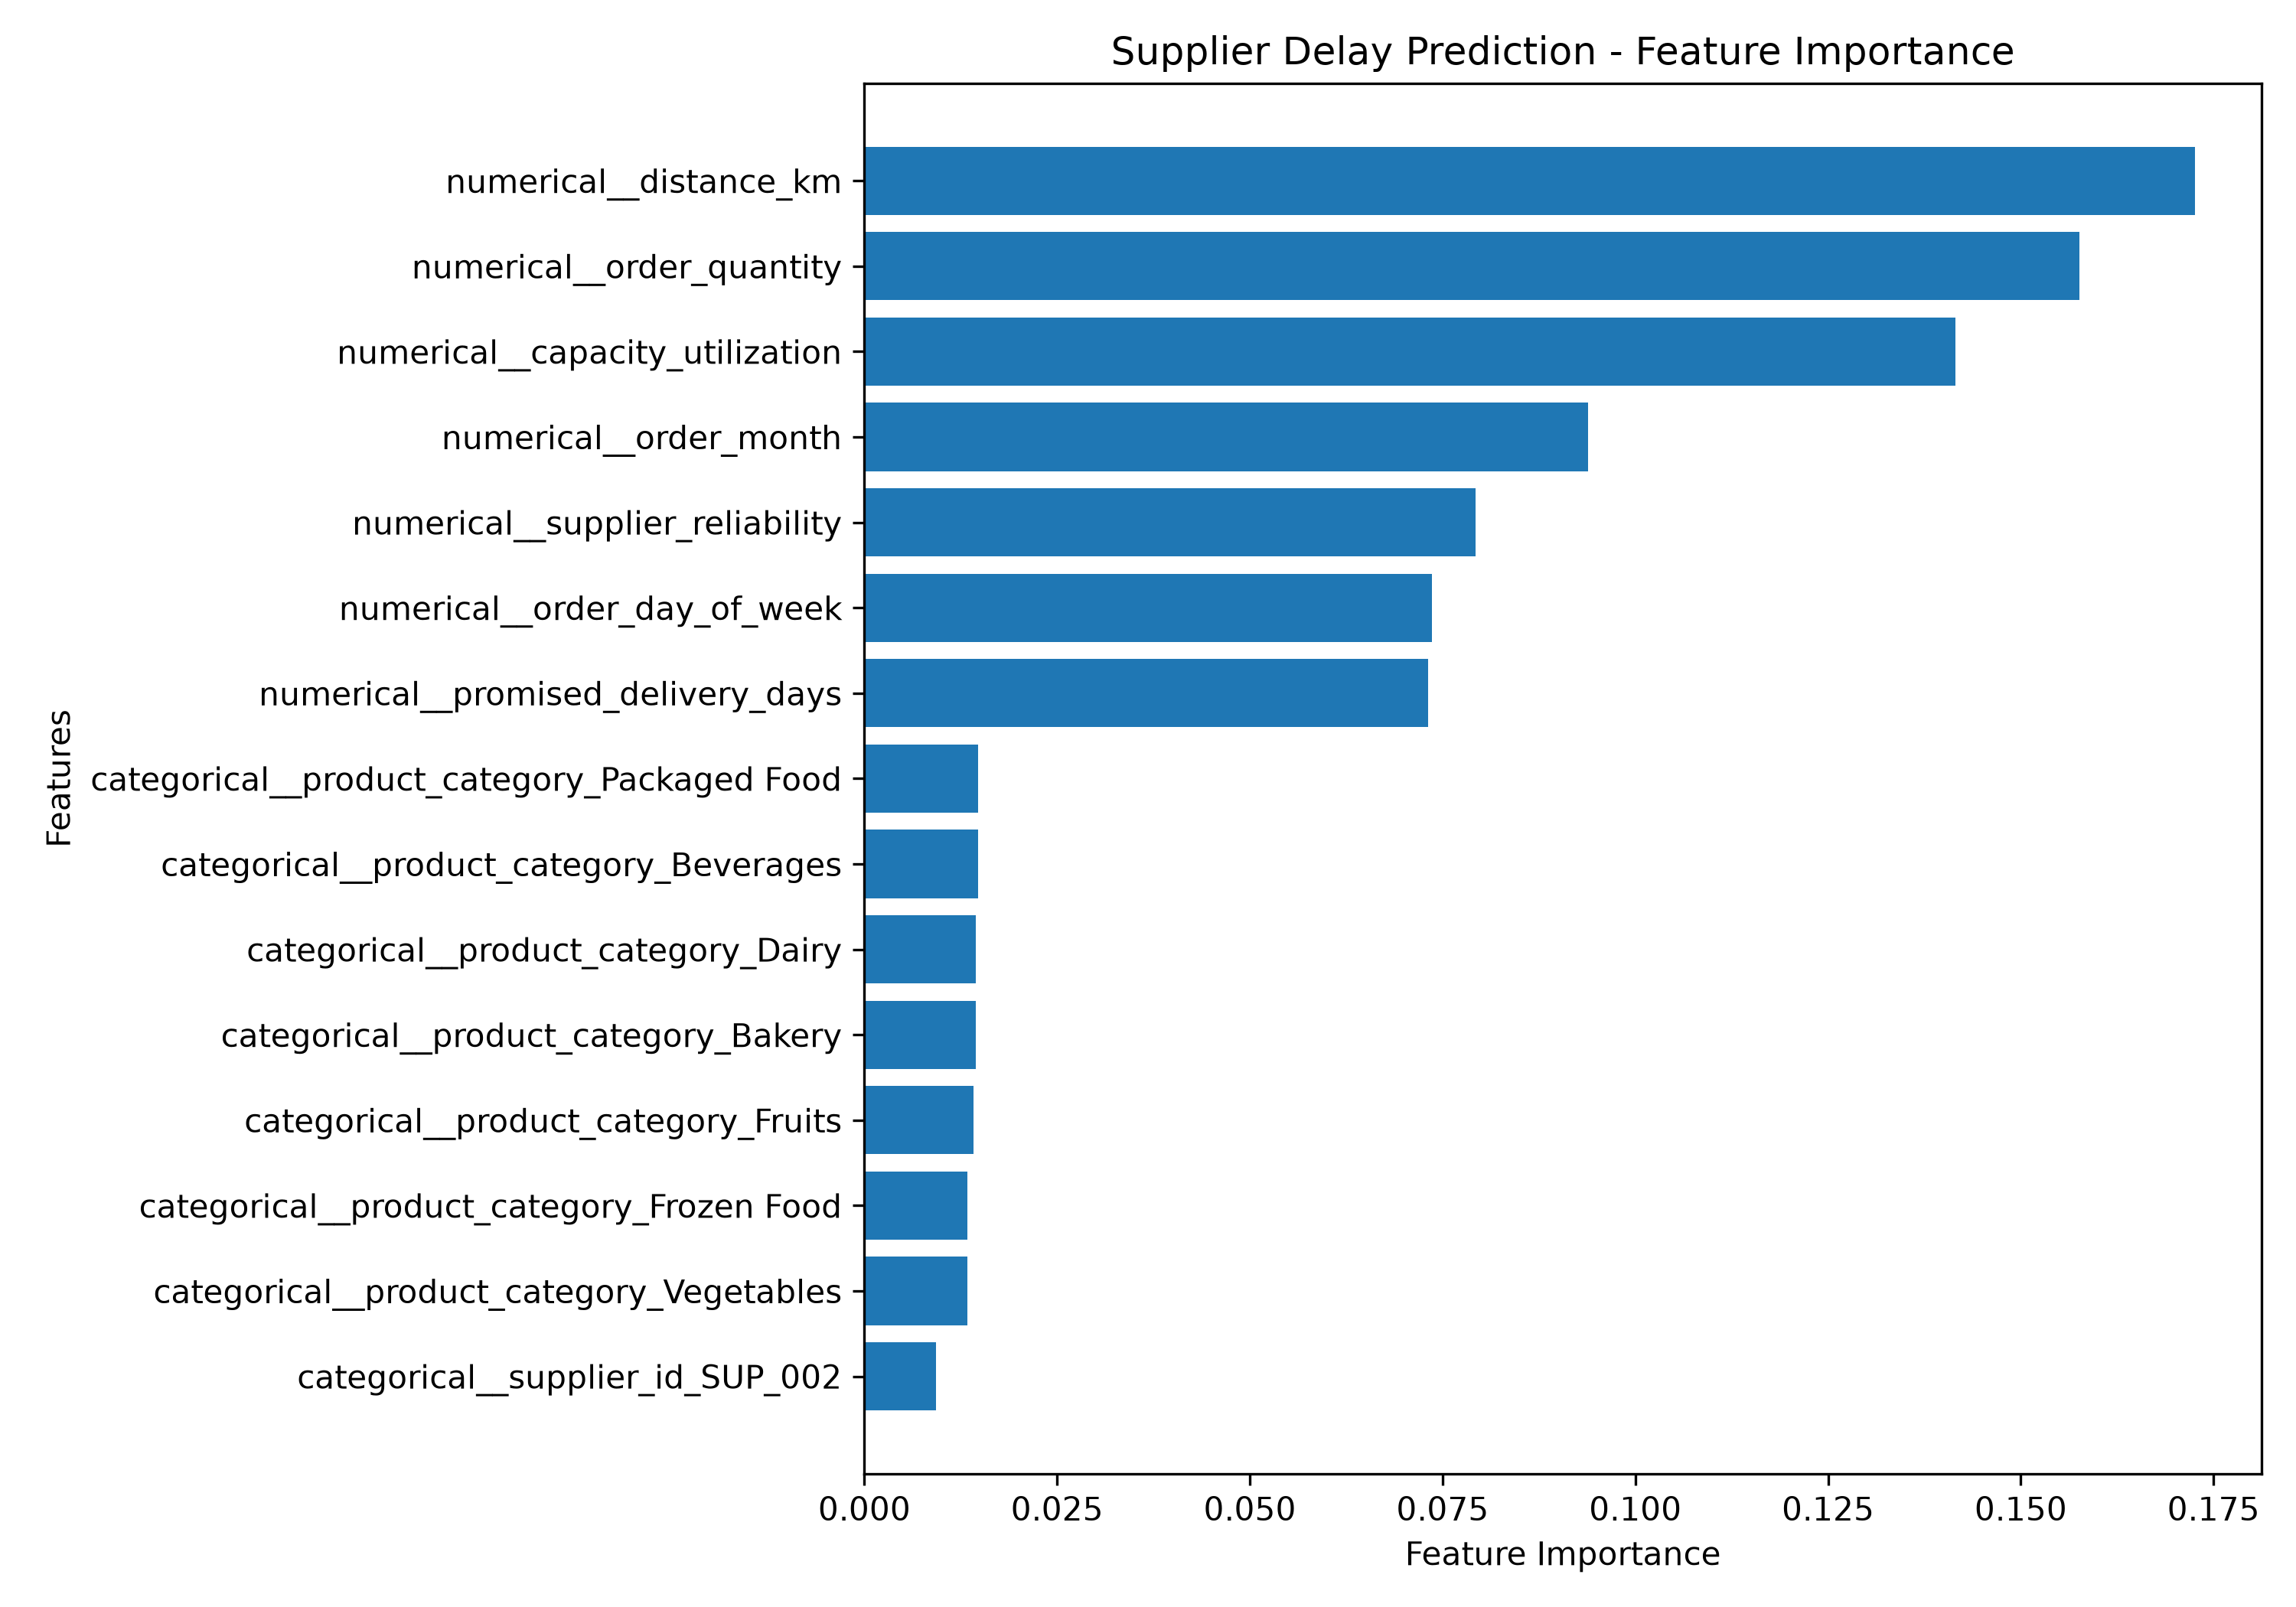 Supplier Delay Prediction - Feature Importance
numerical__distance_km
numerical__order_quantity
numerical__capacity_utilization
numerical__order_month
numerical__supplier_reliability
numerical__order_day_of_week
numerical__promised_delivery_days
categorical__product_category_Packaged Food
categorical__product_category_Beverages
categorical__product_category_Dairy
categorical__product_category_Bakery
categorical__product_category_Fruits
categorical__product_category_Frozen Food
categorical__product_category_Vegetables
categorical__supplier_id_SUP_002
Features
0.000 0.025 0.050 0.075 0.100 0.125 0.150 0.175
Feature Importance